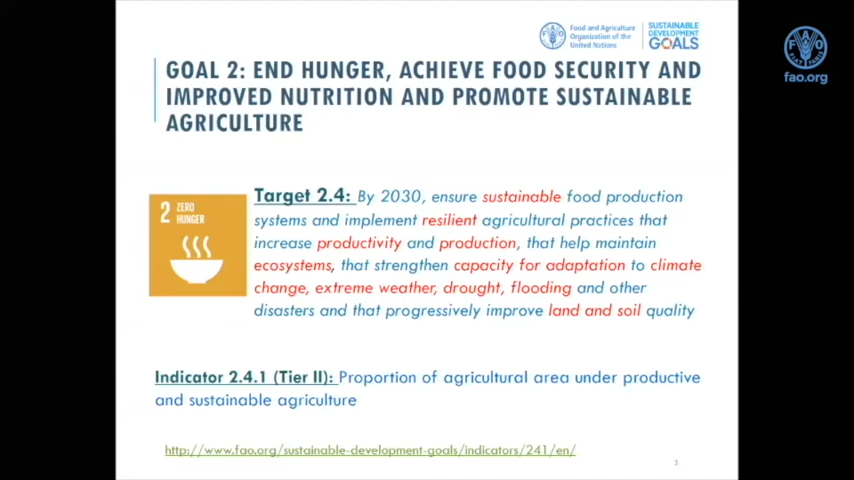 Food and Agriculture
Organization of the
United Nations
SUSTAINABLE
DEVELOPMENT
GOALS
fao.org
GOAL 2: END HUNGER, ACHIEVE FOOD SECURITY AND
IMPROVED NUTRITION AND PROMOTE SUSTAINABLE
AGRICULTURE
2 ZERO
HUNGER
Target 2.4: By 2030, ensure sustainable food production
systems and implement resilient agricultural practices that
increase productivity and production, that help maintain
ecosystems, that strengthen capacity for adaptation to climate
change, extreme weather, drought, flooding and other
disasters and that progressively improve land and soil quality
Indicator 2.4.1 (Tier II): Proportion of agricultural area under productive
and sustainable agriculture
http://www.fao.org/sustainable-development-goals/indicators/241/en/
3